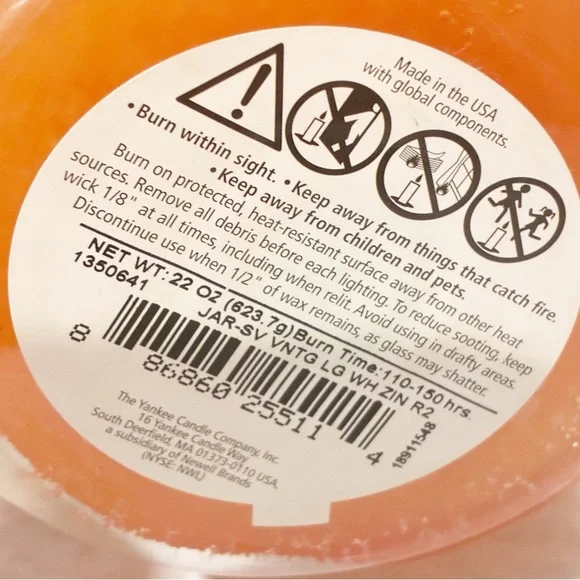 Made in the USA
with global components.
• Burn within sight. • Keep away from things that catch fire.
• Keep away from children and pets.
Burn on protected, heat-resistant surface away from other heat
sources. Remove all debris before each lighting. To reduce sooting, keep
wick 1/8" at all times, including when relit. Avoid using in drafty areas.
Discontinue use when 1/2" of wax remains, as glass may shatter.
NET WT: 22 OZ (623.7g) Burn Time: 110-150 hrs.
1350641
JAR-SV VNTG LG WH ZIN R2
8 86860 25511 4
18911548
The Yankee Candle Company, Inc.
16 Yankee Candle Way
South Deerfield, MA 01373-0110 USA,
a subsidiary of Newell Brands
(NYSE: NWL)